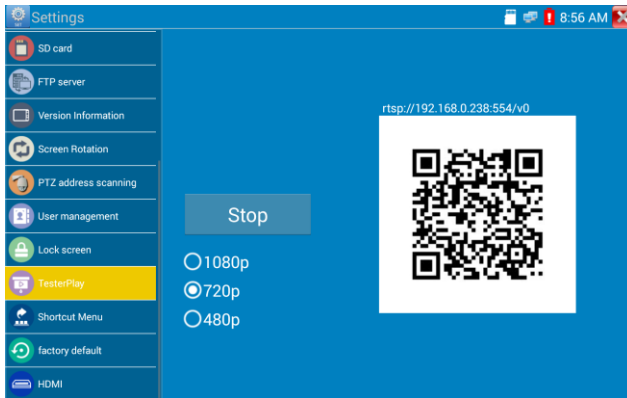 Settings
8:56 AM
SD card
FTP server
Version Information
Screen Rotation
PTZ address scanning
User management
Lock screen
TesterPlay
Shortcut Menu
factory default
HDMI
Stop
1080p
720p
480p
rtsp://192.168.0.238:554/v0